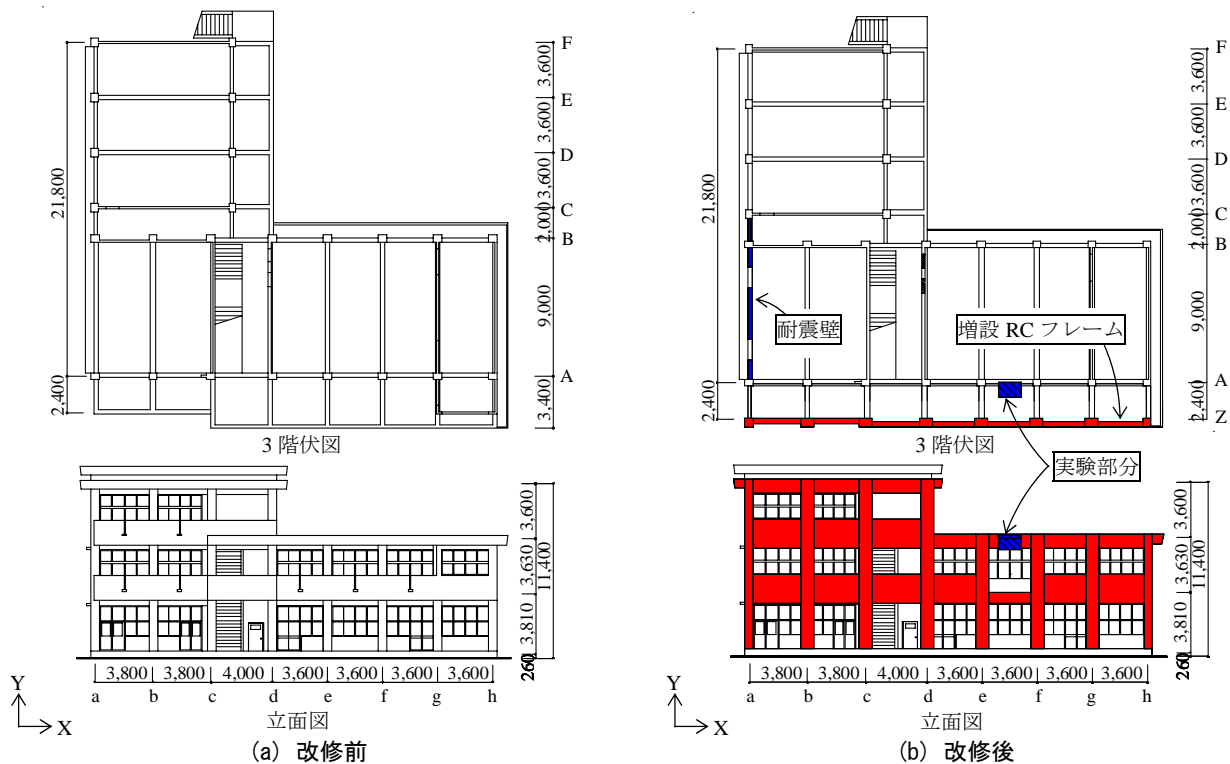 F
3,600
E
3,600
D
3,600
C
2,000
B
9,000
A
3,400
21,800
2,400
3 階伏図
3,600
3,630
3,810
260
11,400
3,800
3,800
4,000
3,600
3,600
3,600
3,600
a
b
c
d
e
f
g
h
Y
X
立面図
(a) 改修前
F
3,600
E
3,600
D
3,600
C
2,000
B
9,000
A
2,400
Z
21,800
2,400
耐震壁
増設 RC フレーム
3 階伏図
実験部分
3,600
3,630
3,810
260
11,400
3,800
3,800
4,000
3,600
3,600
3,600
3,600
a
b
c
d
e
f
g
h
Y
X
立面図
(b) 改修後